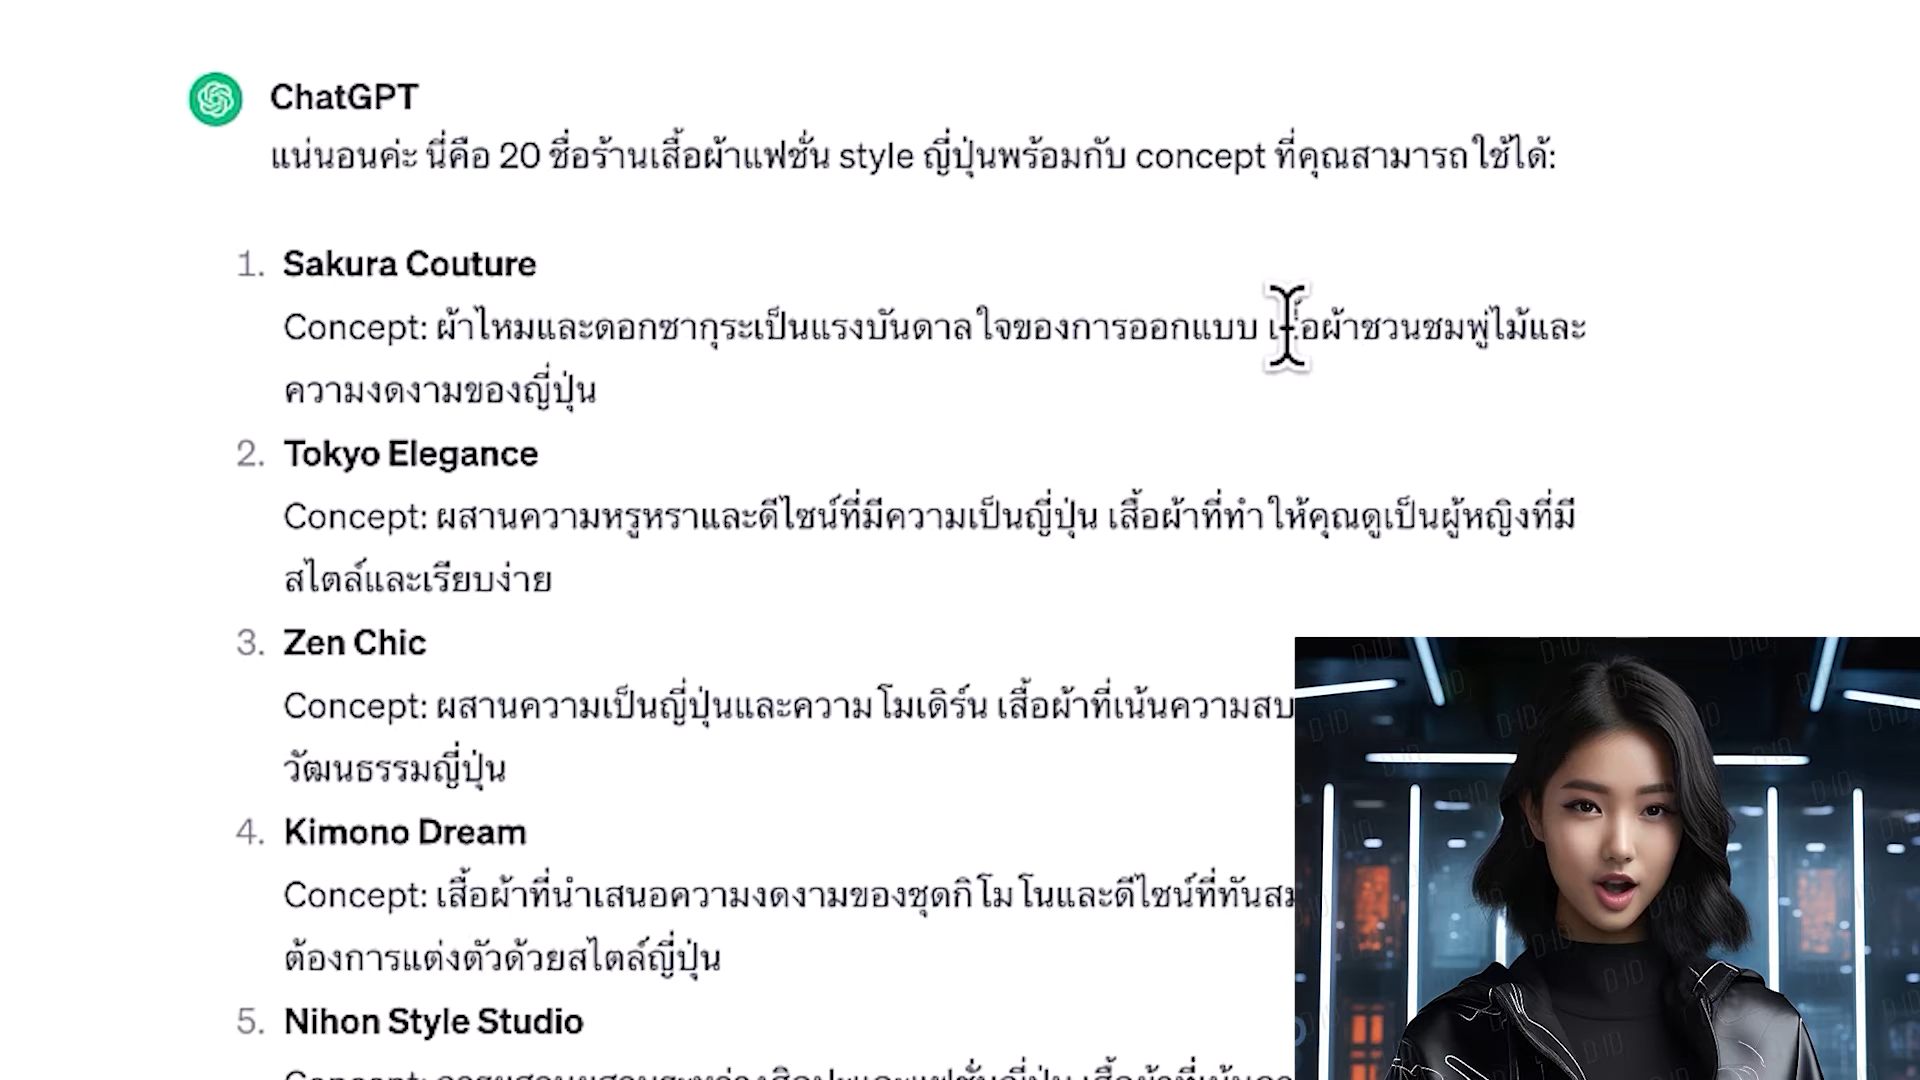 ChatGPT
แน่นอนค่ะ นี่คือ 20 ชื่อร้านเสื้อผ้าแฟชั่น style ญี่ปุ่นพร้อมกับ concept ที่คุณสามารถใช้ได้:
1. Sakura Couture
Concept: ผ้าไหมและดอกซากุระเป็นแรงบันดาลใจของการออกแบบ เสื้อผ้าชวนชมพู่ไม้และ
ความงดงามของญี่ปุ่น
2. Tokyo Elegance
Concept: ผสานความหรูหราและดีไซน์ที่มีความเป็นญี่ปุ่น เสื้อผ้าที่ทำให้คุณดูเป็นผู้หญิงที่มี
สไตล์และเรียบง่าย
3. Zen Chic
Concept: ผสานความเป็นญี่ปุ่นและความโมเดิร์น เสื้อผ้าที่เน้นความสบ
วัฒนธรรมญี่ปุ่น
4. Kimono Dream
Concept: เสื้อผ้าที่นำเสนอความงดงามของชุดกิโมโนและดีไซน์ที่ทันสม
ต้องการแต่งตัวด้วยสไตล์ญี่ปุ่น
5. Nihon Style Studio
D-ID